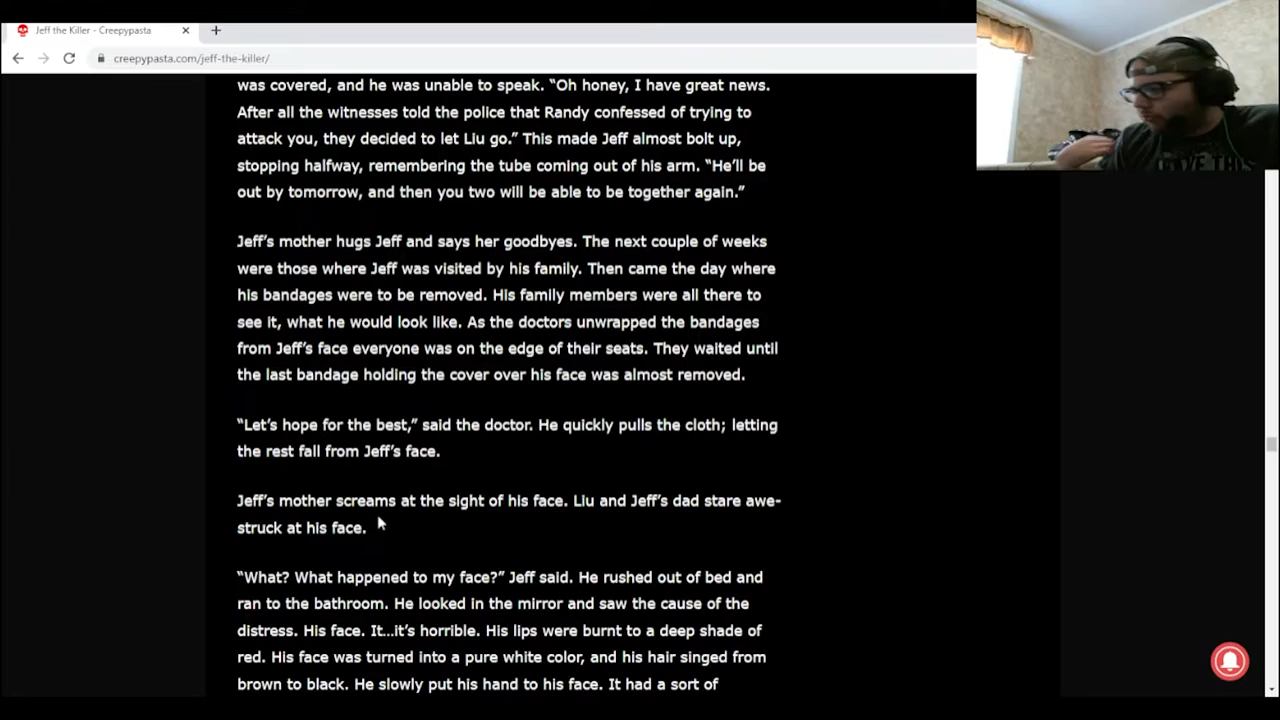 Jeff the Killer - Creepypasta
creepypasta.com/jeff-the-killer/
was covered, and he was unable to speak. “Oh honey, I have great news.
After all the witnesses told the police that Randy confessed of trying to
attack you, they decided to let Liu go.” This made Jeff almost bolt up,
stopping halfway, remembering the tube coming out of his arm. “He’ll be
out by tomorrow, and then you two will be able to be together again.”
Jeff’s mother hugs Jeff and says her goodbyes. The next couple of weeks
were those where Jeff was visited by his family. Then came the day where
his bandages were to be removed. His family members were all there to
see it, what he would look like. As the doctors unwrapped the bandages
from Jeff’s face everyone was on the edge of their seats. They waited until
the last bandage holding the cover over his face was almost removed.
“Let’s hope for the best,” said the doctor. He quickly pulls the cloth; letting
the rest fall from Jeff’s face.
Jeff’s mother screams at the sight of his face. Liu and Jeff’s dad stare awe-
struck at his face.
“What? What happened to my face?” Jeff said. He rushed out of bed and
ran to the bathroom. He looked in the mirror and saw the cause of the
distress. His face. It…it’s horrible. His lips were burnt to a deep shade of
red. His face was turned into a pure white color, and his hair singed from
brown to black. He slowly put his hand to his face. It had a sort of
THIS